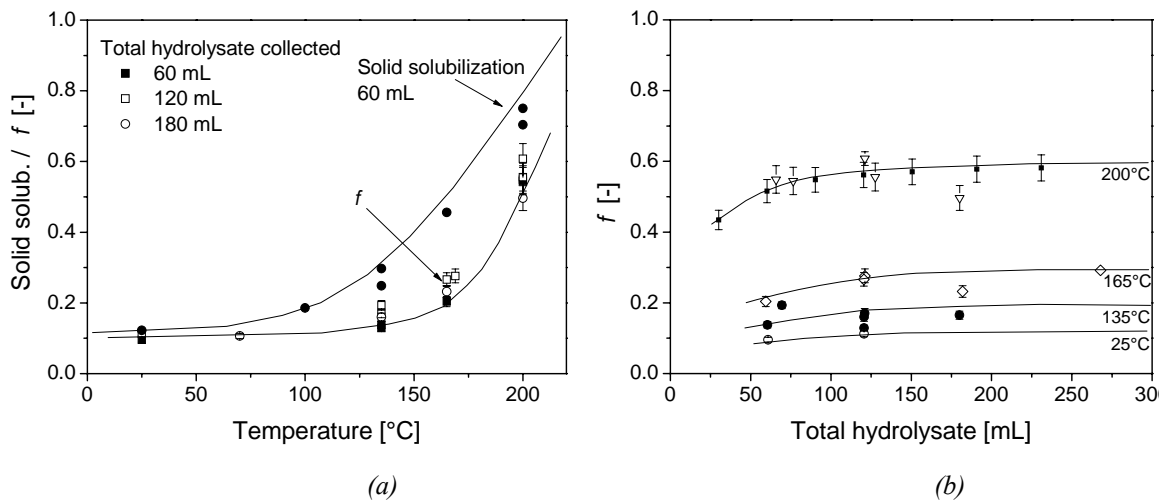 1.0
0.8
0.6
0.4
0.2
0.0
Solid solub. / f [-]
Total hydrolysate collected
60 mL
120 mL
180 mL
Solid solubilization
60 mL
f
0 50 100 150 200
Temperature [°C]
(a)
1.0
0.8
0.6
0.4
0.2
0.0
f [-]
200°C
165°C
135°C
25°C
0 50 100 150 200 250 300
Total hydrolysate [mL]
(b)